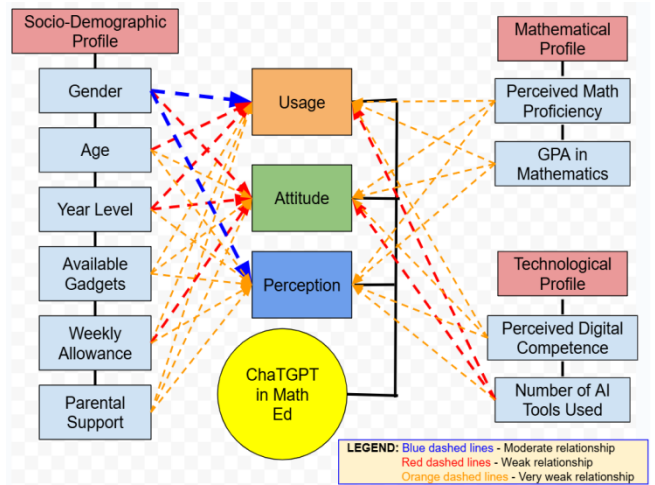 Socio-Demographic
Profile
Gender
Age
Year Level
Available
Gadgets
Weekly
Allowance
Parental
Support
Usage
Attitude
Perception
ChaTGPT
in Math
Ed
Mathematical
Profile
Perceived Math
Proficiency
GPA in
Mathematics
Technological
Profile
Perceived Digital
Competence
Number of AI
Tools Used
LEGEND: Blue dashed lines - Moderate relationship
Red dashed lines - Weak relationship
Orange dashed lines - Very weak relationship